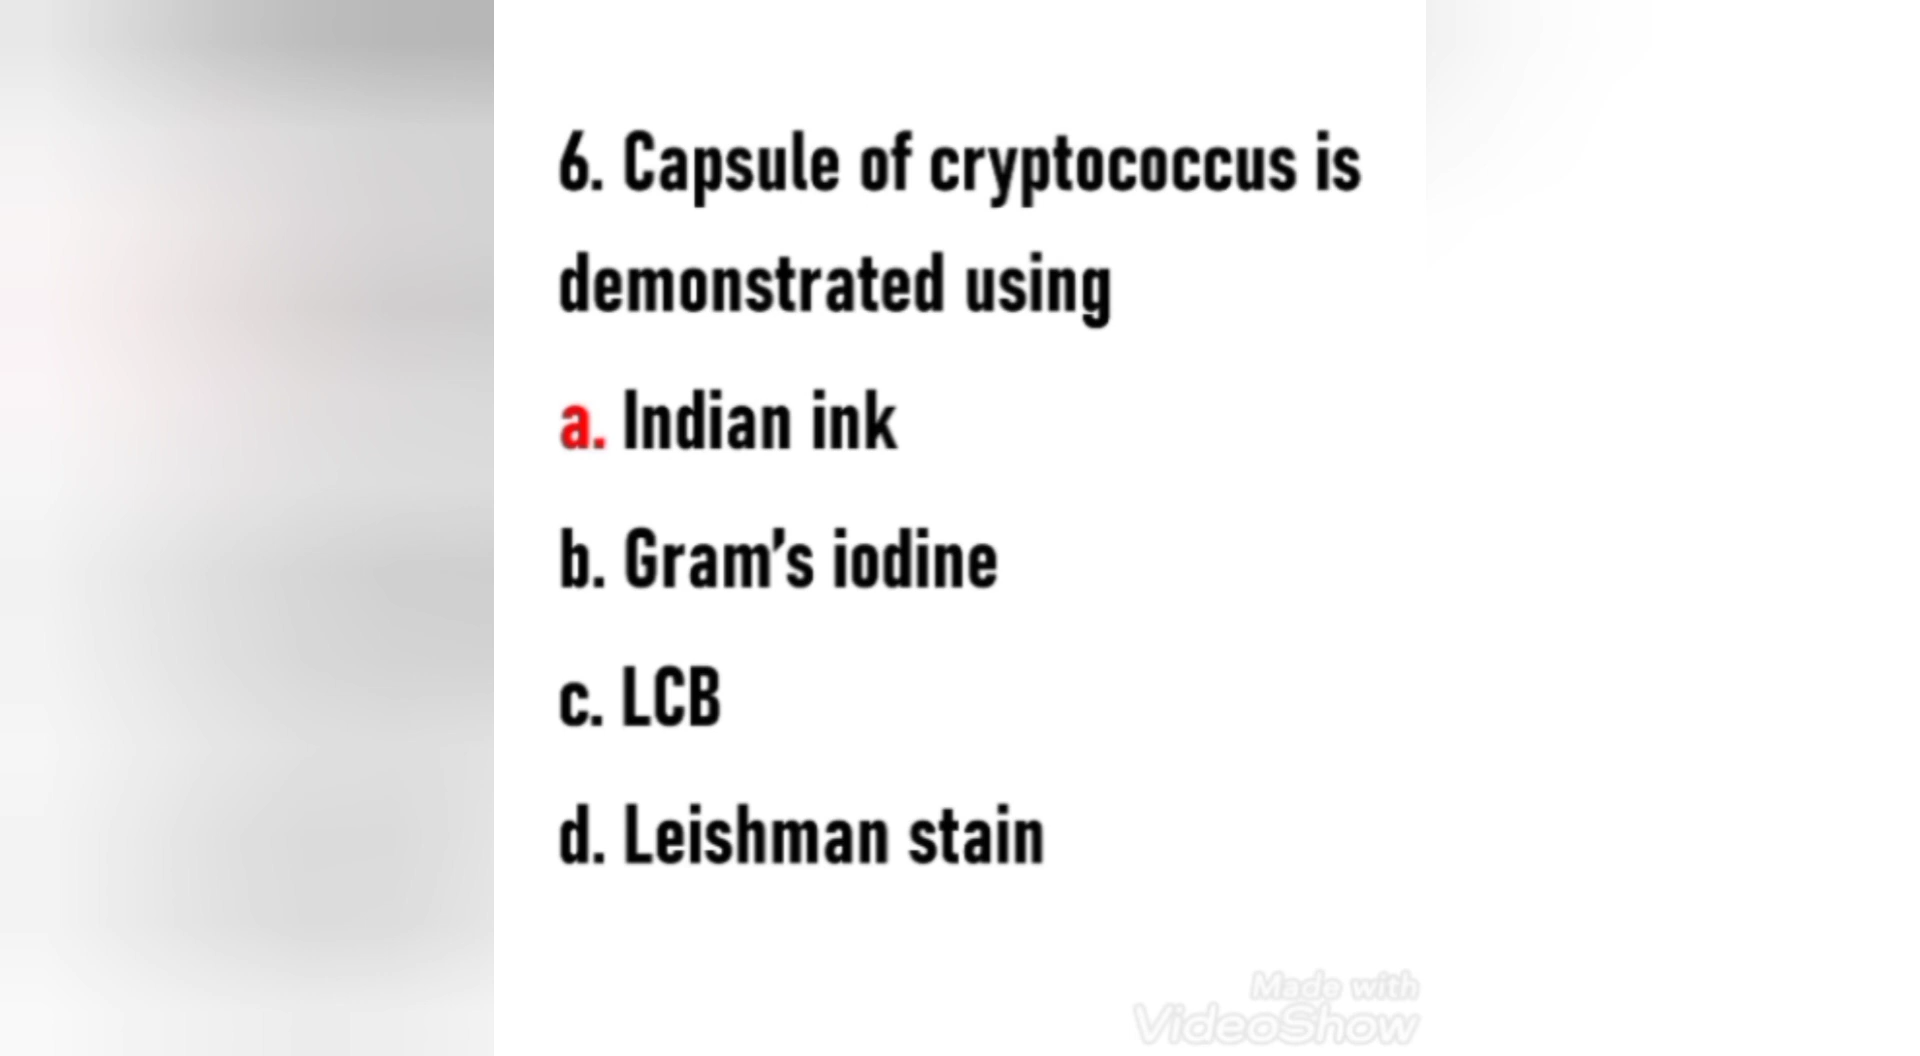 6. Capsule of cryptococcus is
demonstrated using
a. Indian ink
b. Gram’s iodine
c. LCB
d. Leishman stain
Made with
VideoShow